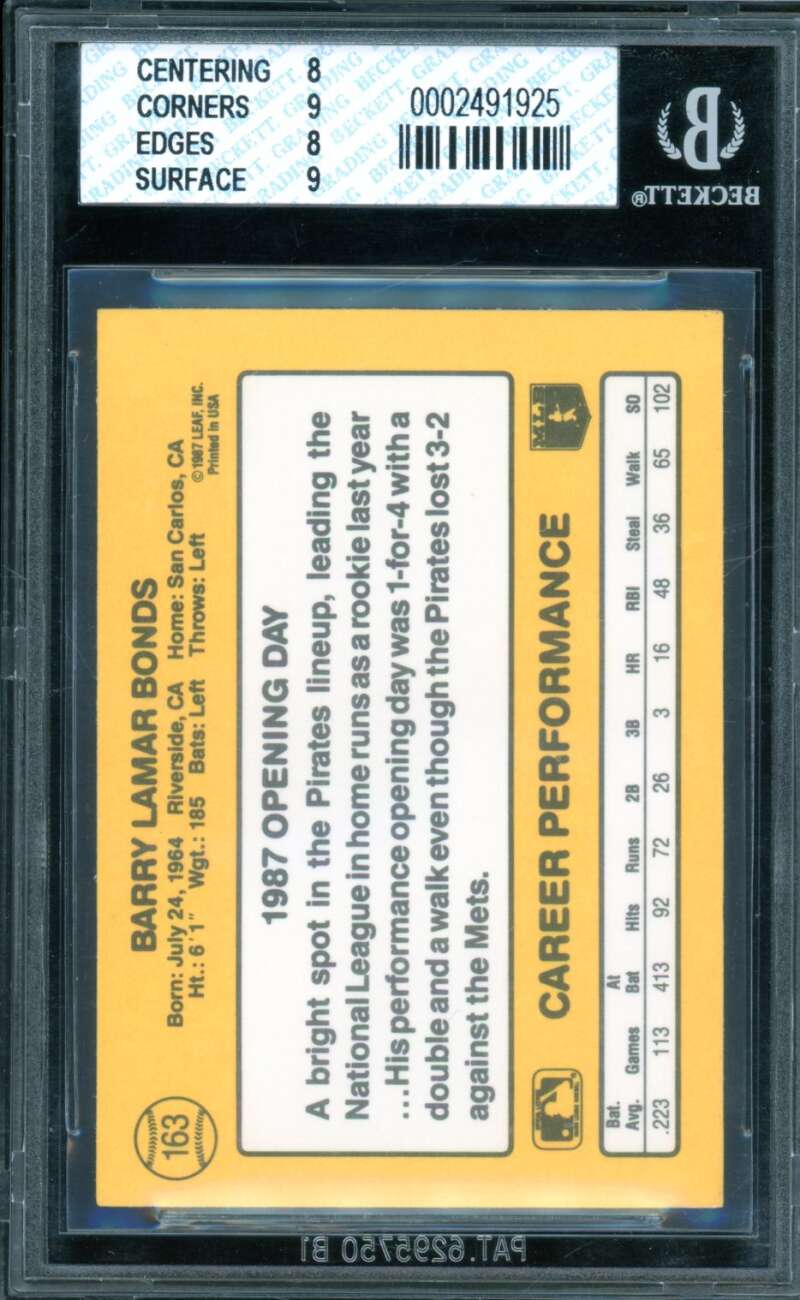 CENTERING 8
CORNERS 9
EDGES 8
SURFACE 9
0002491925
B
BECKETT®
163
BARRY LAMAR BONDS
Born: July 24, 1964 Riverside, CA Home: San Carlos, CA
Ht.: 6'1" Wgt.: 185 Bats: Left Throws: Left
©1987 LEAF, INC.
Printed in USA
1987 OPENING DAY
A bright spot in the Pirates lineup, leading the
National League in home runs as a rookie last year
...His performance opening day was 1-for-4 with a
double and a walk even though the Pirates lost 3-2
against the Mets.
CAREER PERFORMANCE
MLB
Bat. Avg. Games At Bat Hits Runs 2B 3B HR RBI Steal Walk SO
.223 113 413 92 72 26 3 16 48 36 65 102
PAT.6295750 B1